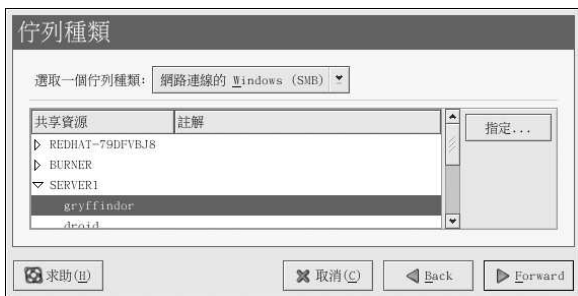 佇列種類
選取一個佇列種類: 網路連線的 Windows (SMB)
共享資源 註解 指定...
REDHAT-79DFVBJ8
BURNER
SERVER1
gryffindor
droid
求助(H) 取消(C) Back Forward